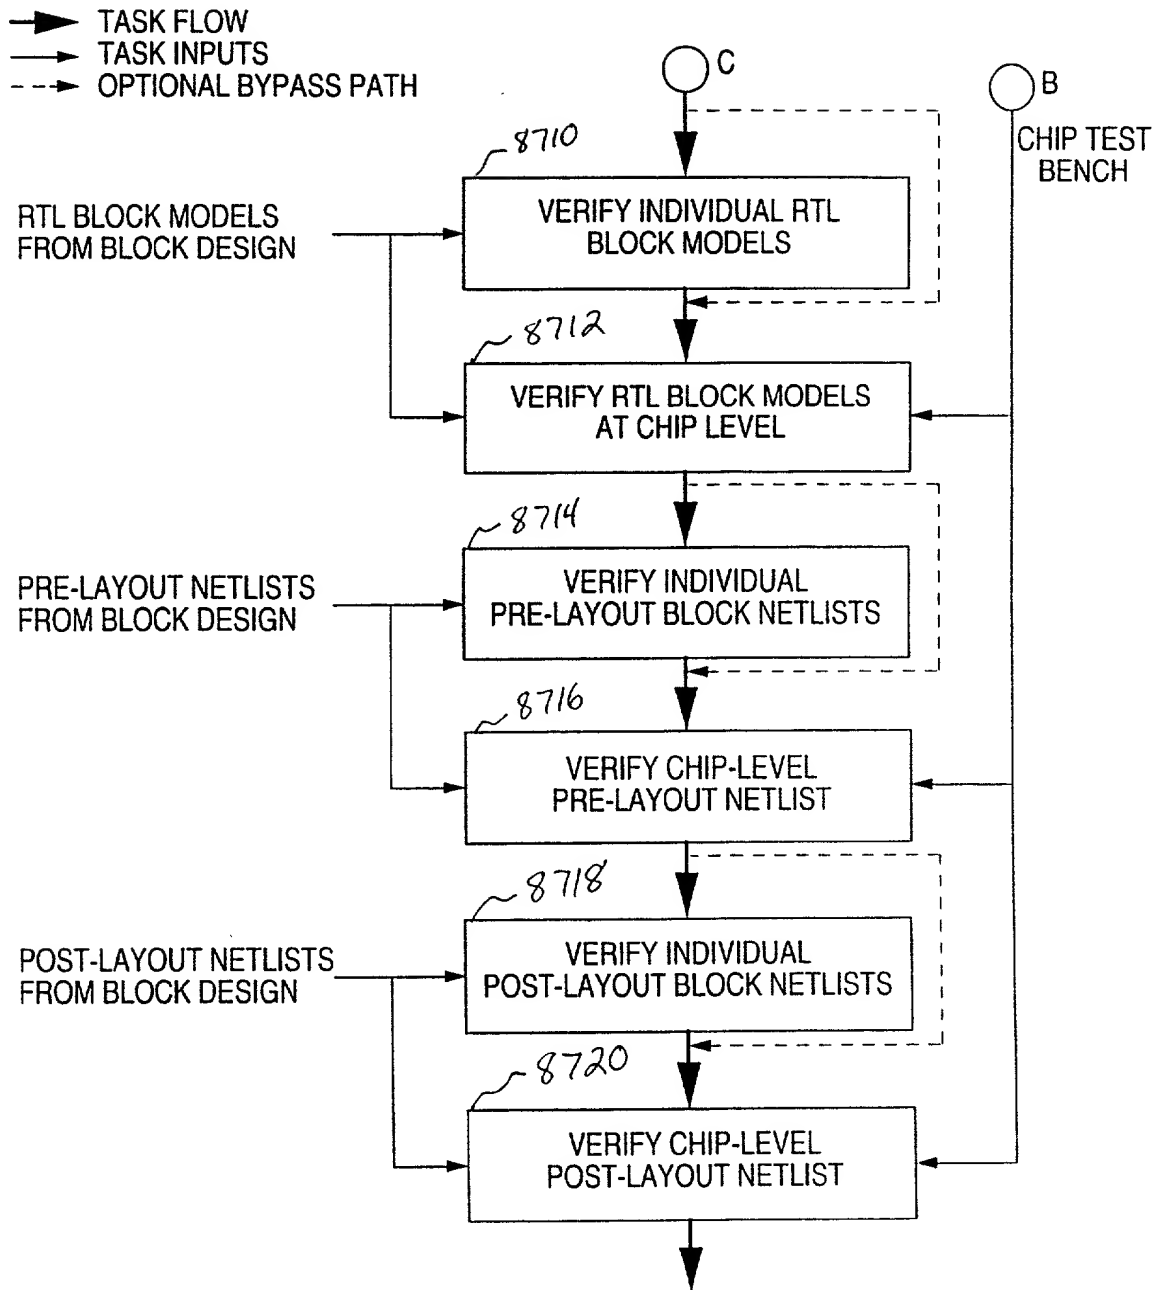 TASK FLOW
TASK INPUTS
OPTIONAL BYPASS PATH
C
B
CHIP TEST
BENCH
8710
RTL BLOCK MODELS
FROM BLOCK DESIGN
VERIFY INDIVIDUAL RTL
BLOCK MODELS
8712
VERIFY RTL BLOCK MODELS
AT CHIP LEVEL
8714
PRE-LAYOUT NETLISTS
FROM BLOCK DESIGN
VERIFY INDIVIDUAL
PRE-LAYOUT BLOCK NETLISTS
8716
VERIFY CHIP-LEVEL
PRE-LAYOUT NETLIST
8718
POST-LAYOUT NETLISTS
FROM BLOCK DESIGN
VERIFY INDIVIDUAL
POST-LAYOUT BLOCK NETLISTS
8720
VERIFY CHIP-LEVEL
POST-LAYOUT NETLIST